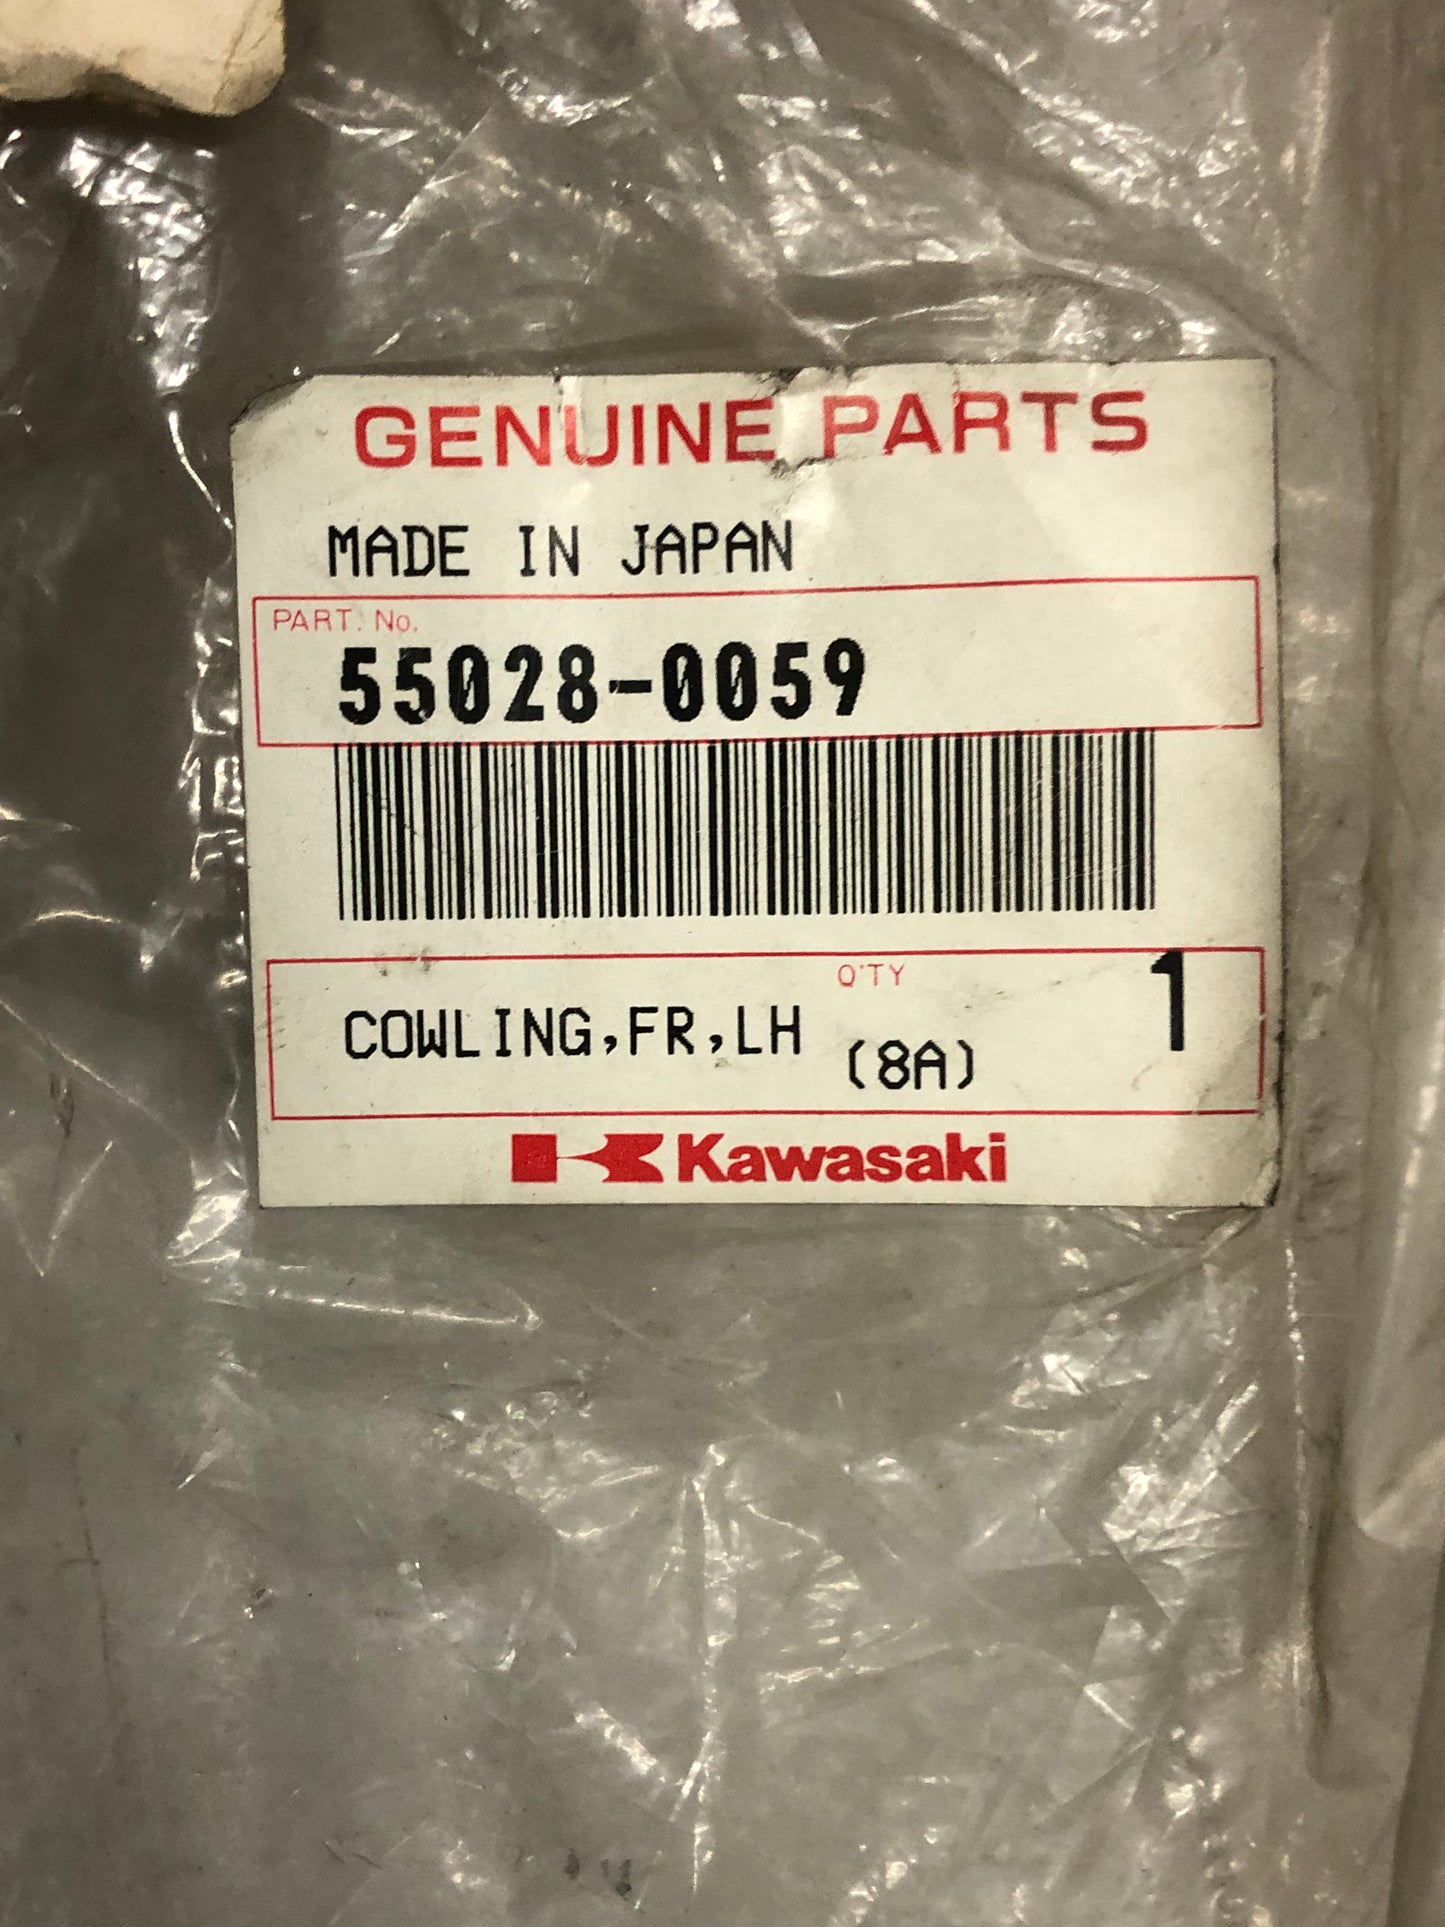 GENUINE PARTS
MADE IN JAPAN
PART. No.
55028-0059
Q'TY
1
COWLING,FR,LH
(8A)
Kawasaki